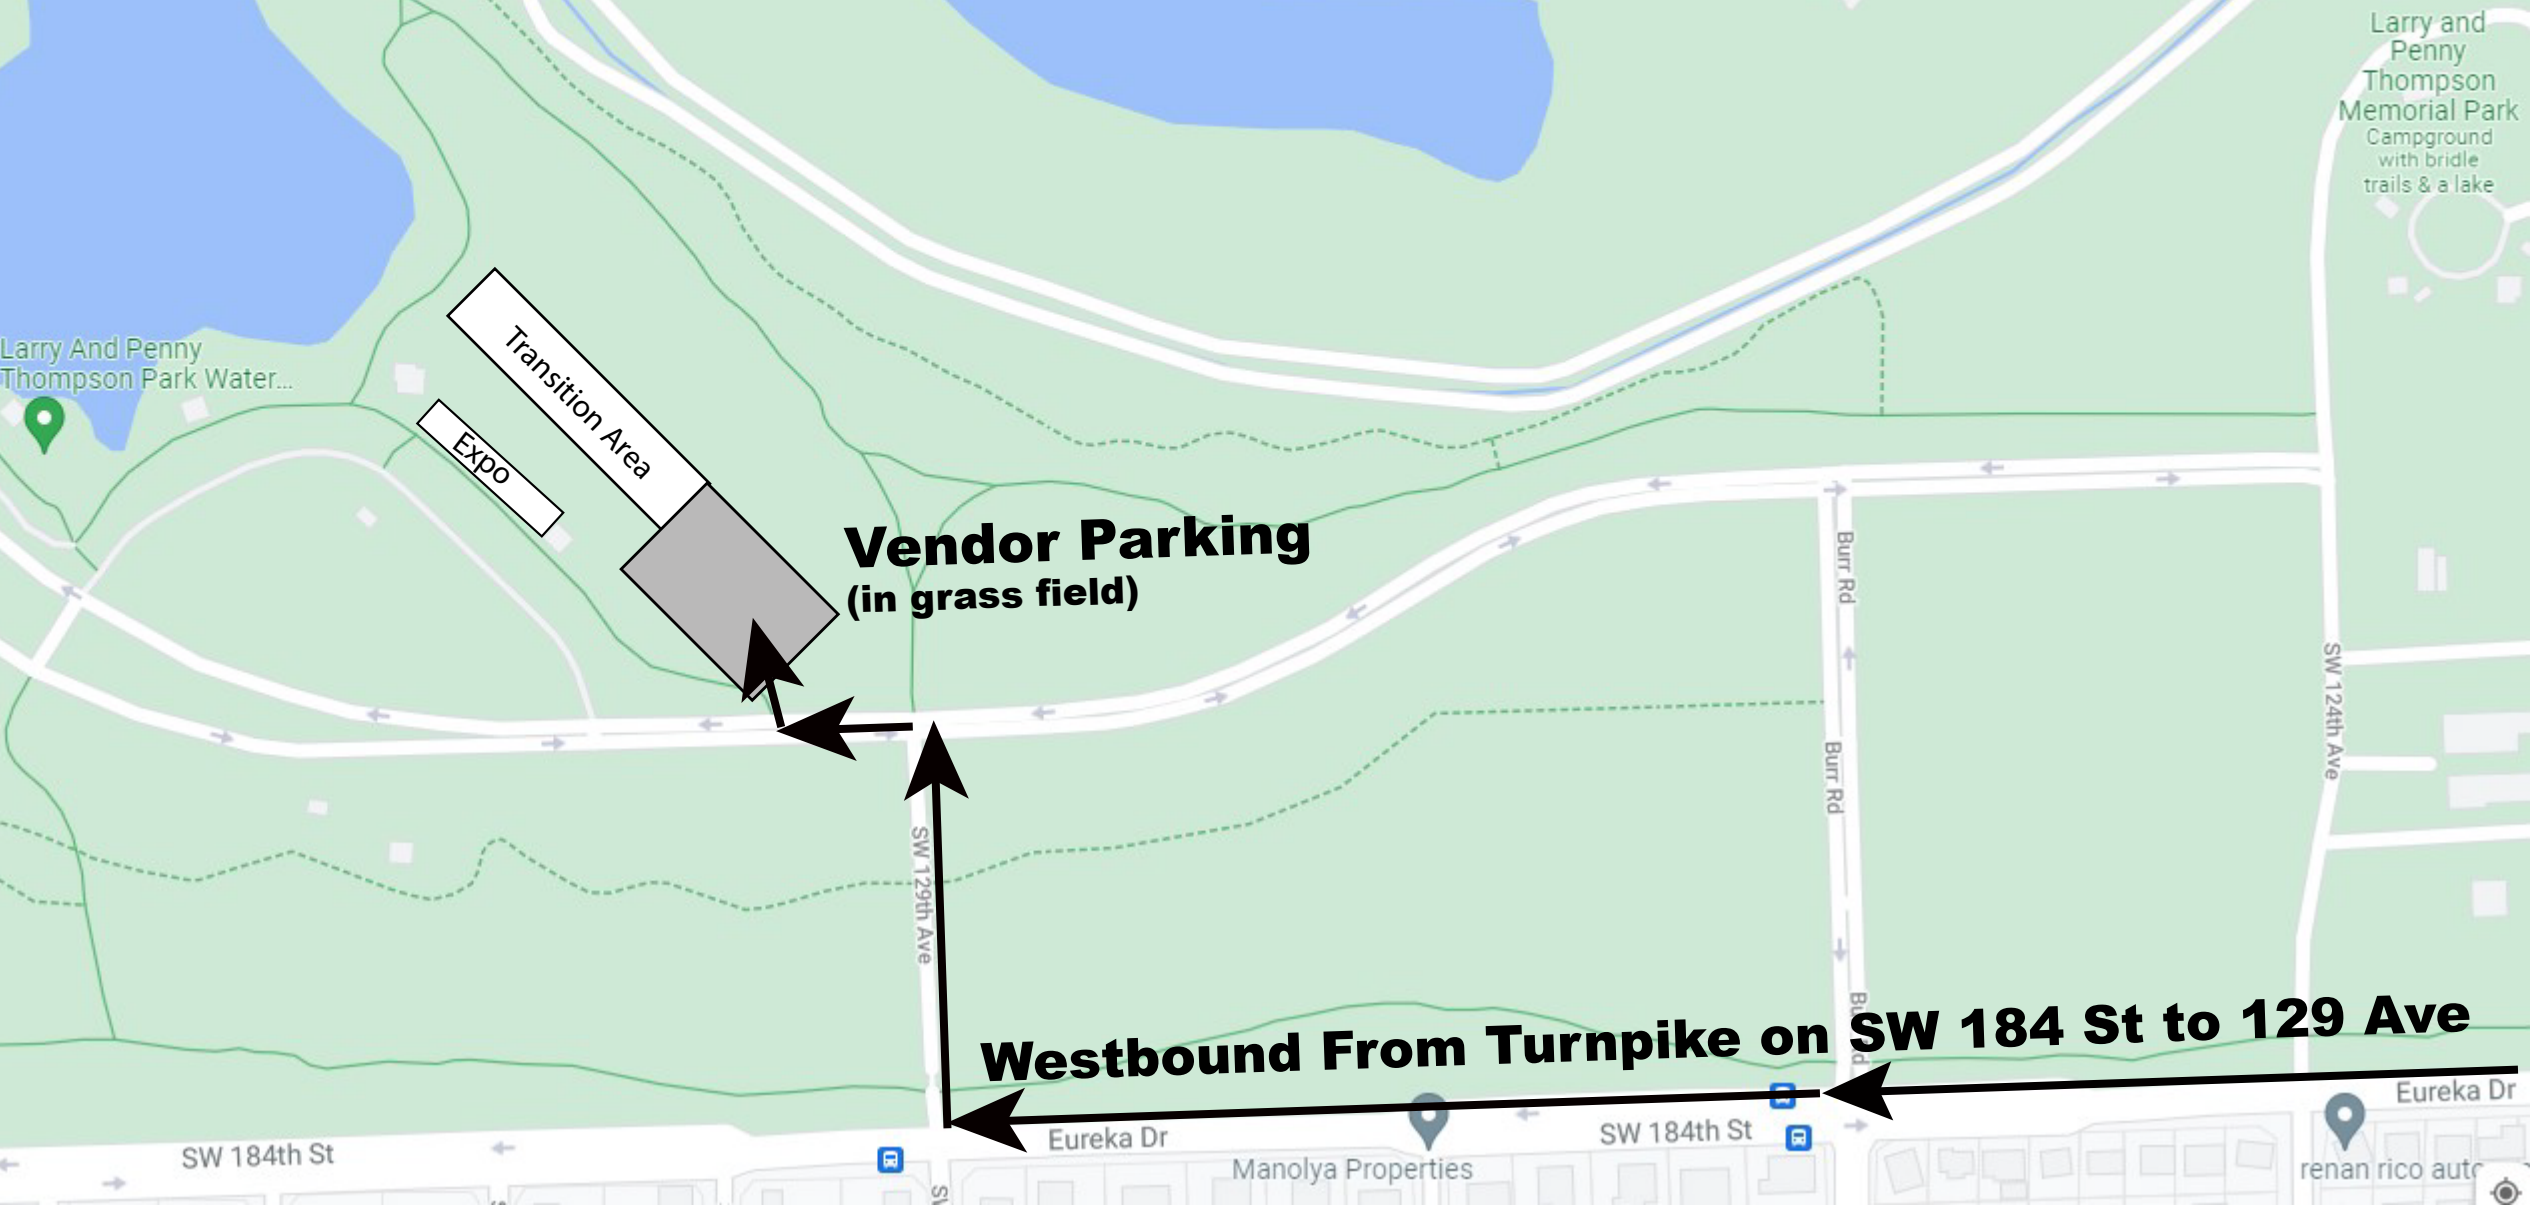 Larry and
Penny
Thompson
Memorial Park
Campground
with bridle
trails & a lake
Larry And Penny
Thompson Park Water...
Transition Area
Expo
Vendor Parking
(in grass field)
Burr Rd
SW 124th Ave
Burr Rd
SW 129th Ave
Westbound From Turnpike on SW 184 St to 129 Ave
Eureka Dr
SW 184th St
Eureka Dr
SW 184th St
Manolya Properties
renan rico auto